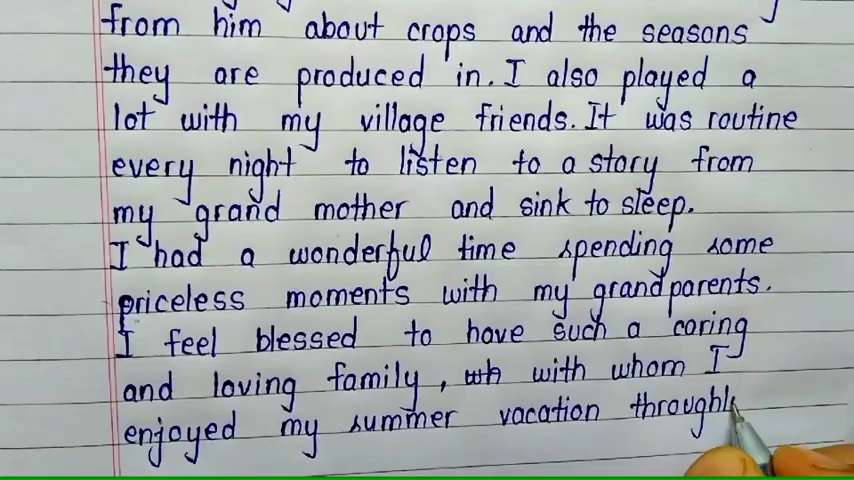 from him about crops and the seasons
they are produced in. I also played a
lot with my village friends. It was routine
every night to listen to a story from
my grand mother and sink to sleep.
I had a wonderful time spending some
priceless moments with my grandparents.
I feel blessed to have such a caring
and loving family, with whom I
enjoyed my summer vacation